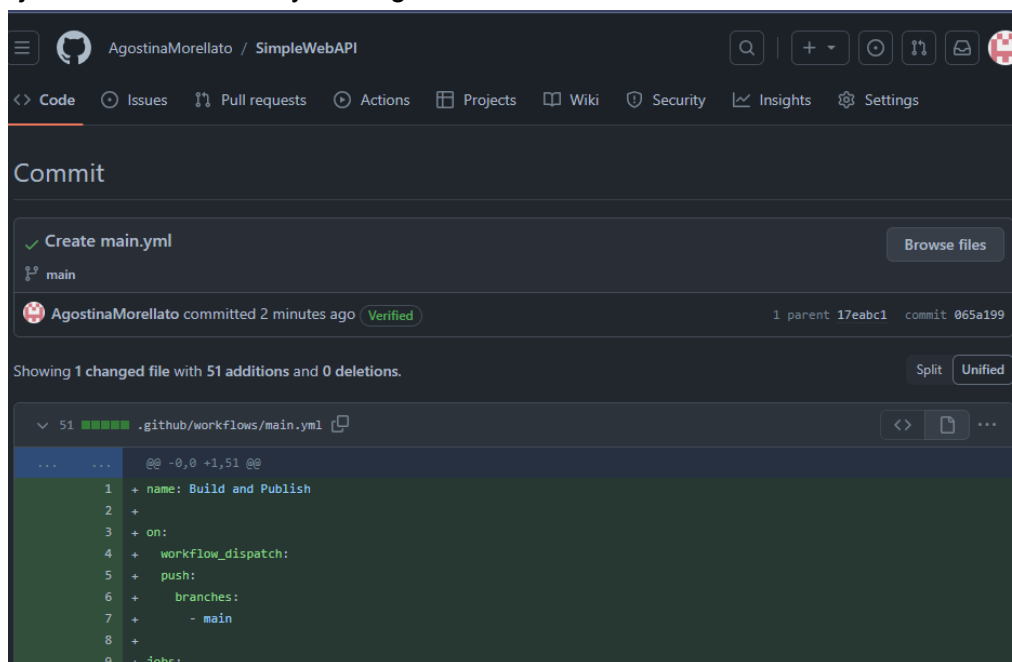 AgostinaMorellato / SimpleWebAPI
<> Code Issues Pull requests Actions Projects Wiki Security Insights Settings
Commit
Create main.yml
Browse files
main
AgostinaMorellato committed 2 minutes ago Verified 1 parent 17eabc1 commit 065a199
Showing 1 changed file with 51 additions and 0 deletions. Split Unified
51 .github/workflows/main.yml
... ... @@ -0,0 +1,51 @@
1 + name: Build and Publish
2 +
3 + on:
4 + workflow_dispatch:
5 + push:
6 + branches:
7 + - main
8 +
9 + jobs: